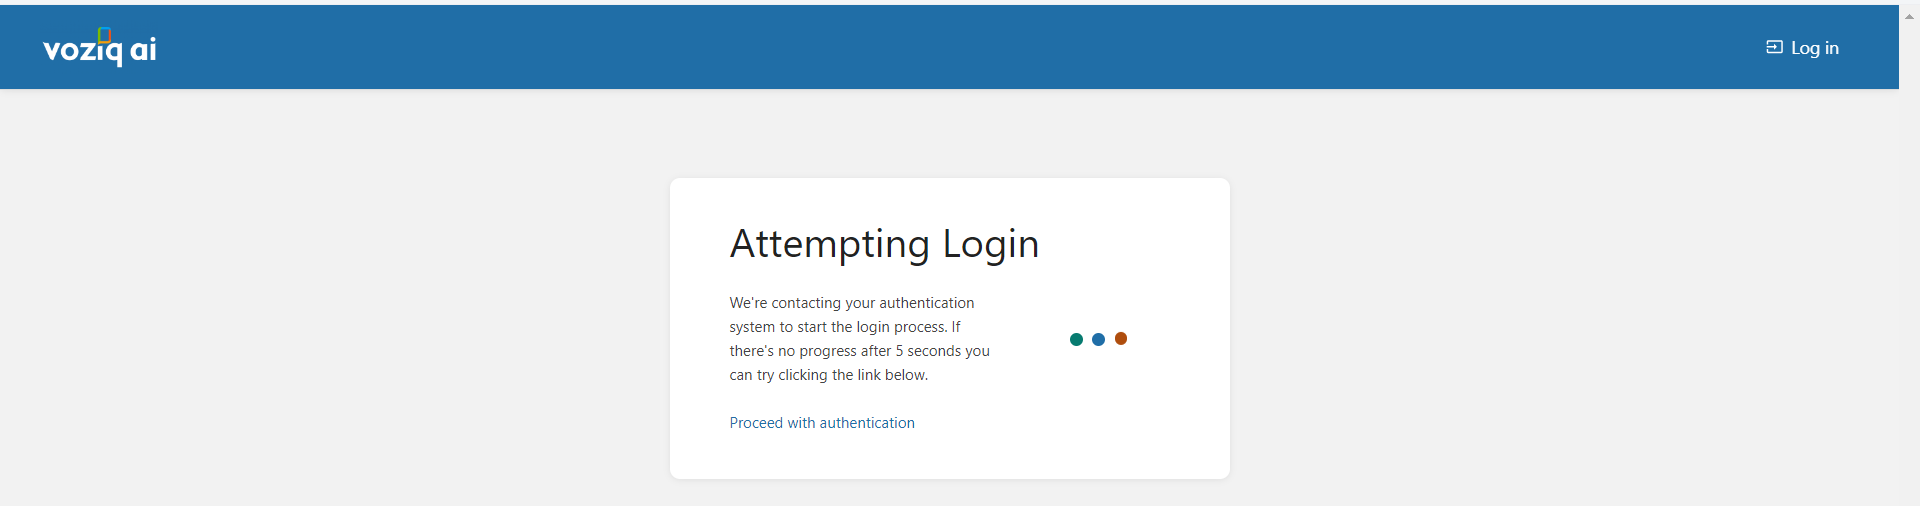 voziq ai
Log in
Attempting Login
We're contacting your authentication
system to start the login process. If
there's no progress after 5 seconds you
can try clicking the link below.
Proceed with authentication